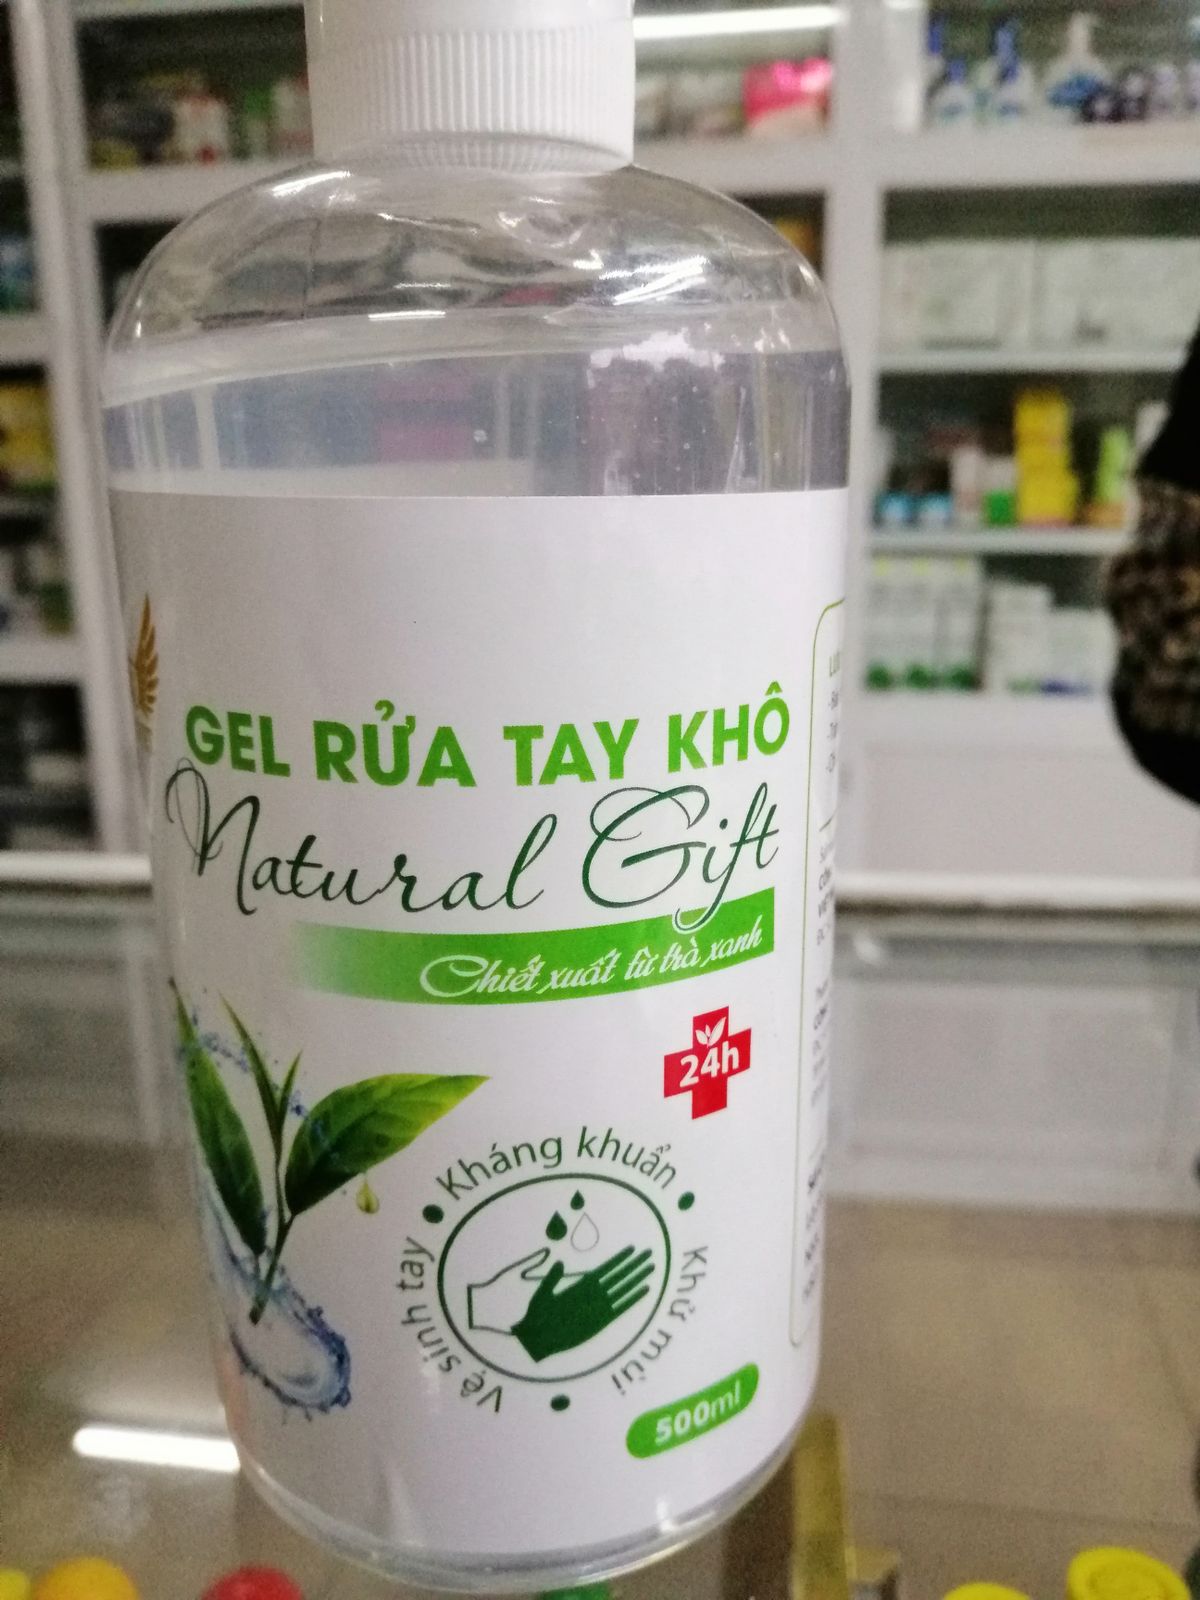 GEL RỬA TAY KHÔ
Natural Gift
Chiết xuất từ trà xanh
24h
Kháng khuẩn
Khử mùi
Vệ sinh tay
500ml